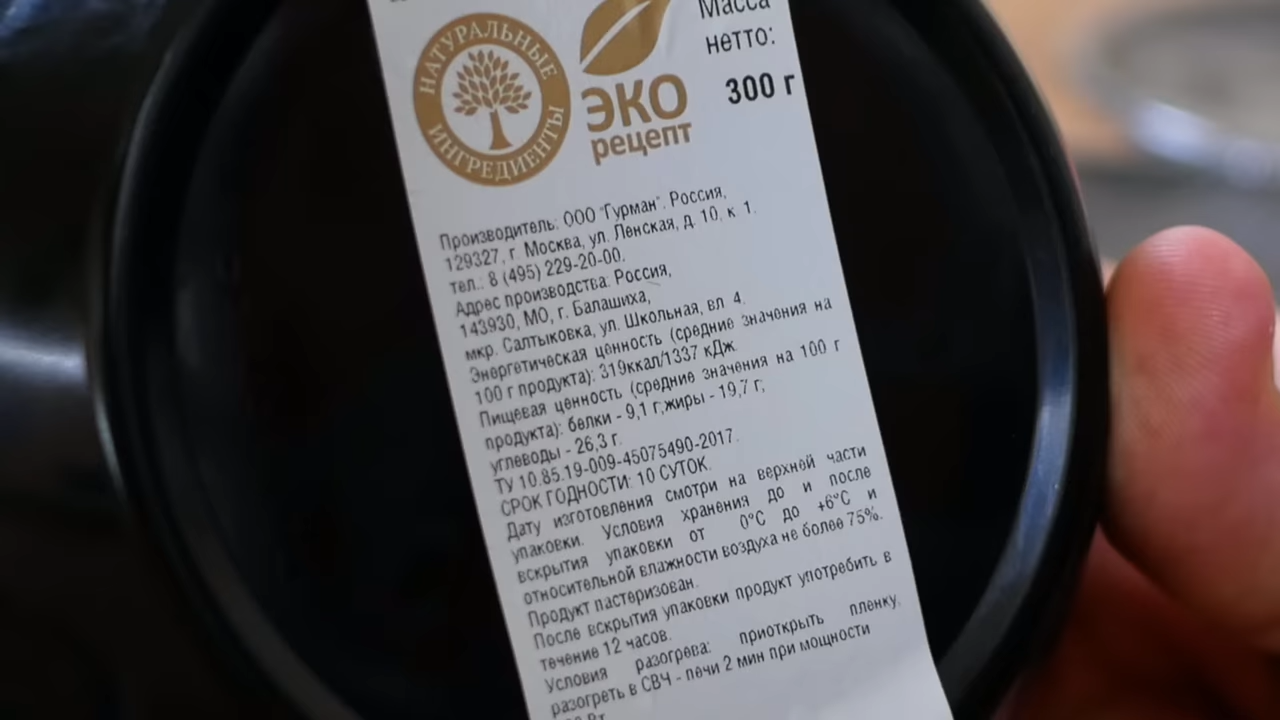 НАТУРАЛЬНЫЕ
ИНГРЕДИЕНТЫ
ЭКО
рецепт
Масса
нетто:
300 г
Производитель: ООО "Гурман". Россия,
129327, г. Москва, ул. Ленская, д. 10, к 1.
тел.: 8 (495) 229-20-00.
Адрес производства: Россия,
143930, МО, г. Балашиха,
мкр. Салтыковка, ул. Школьная, вл 4.
Энергетическая ценность (средние значения на
100 г продукта): 319ккал/1337 кДж
Пищевая ценность (средние значения на 100 г
продукта): белки - 9,1 г;жиры - 19,7 г;
углеводы - 26,3 г.
ТУ 10.85.19-009-45075490-2017.
СРОК ГОДНОСТИ: 10 СУТОК.
Дату изготовления смотри на верхней части
упаковки. Условия хранения до и после
вскрытия упаковки от 0°С до +6°С и
относительной влажности воздуха не более 75%.
Продукт пастеризован.
После вскрытия упаковки продукт употребить в
течение 12 часов.
Условия разогрева: приоткрыть пленку,
разогреть в СВЧ - печи 2 мин при мощности
Вт